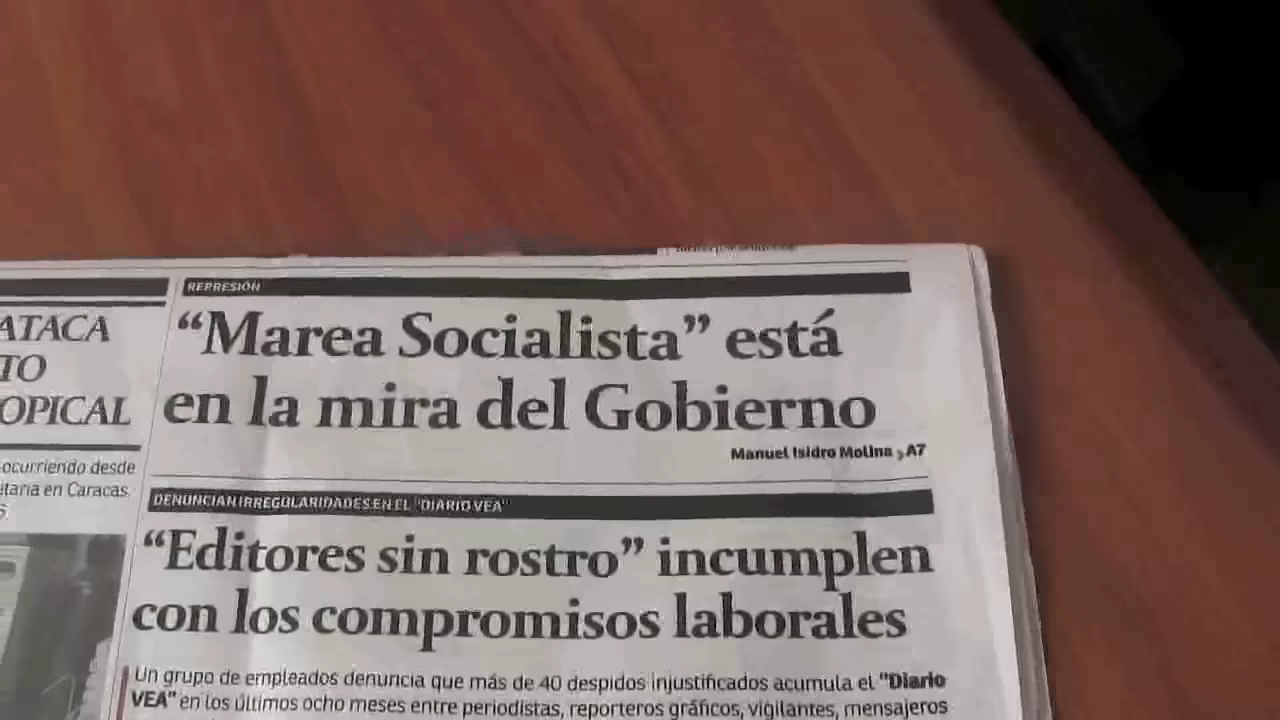 ATACA
TO
OPICAL
ocurriendo desde
itaria en Caracas.
REPRESIÓN
“Marea Socialista” está
en la mira del Gobierno
Manuel Isidro Molina › A7
DENUNCIAN IRREGULARIDADES EN EL "DIARIO VEA"
“Editores sin rostro” incumplen
con los compromisos laborales
Un grupo de empleados denuncia que más de 40 despidos injustificados acumula el "Diario
VEA" en los últimos ocho meses entre periodistas, reporteros gráficos, vigilantes, mensajeros